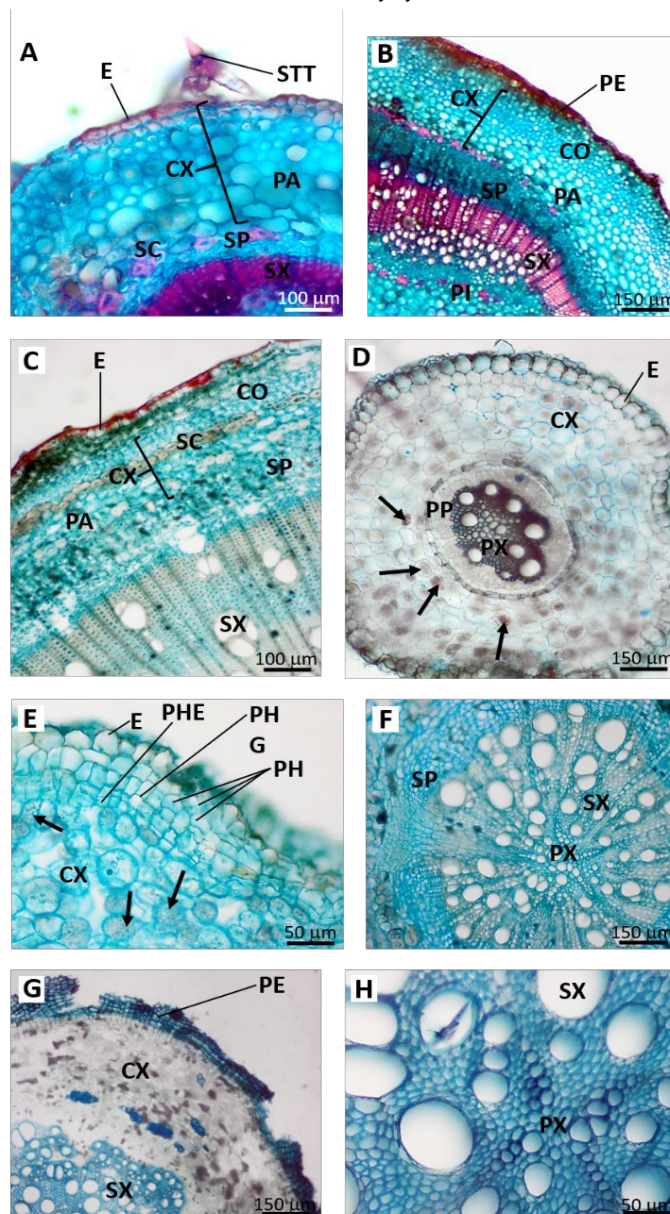 A
E
STT
CX
PA
SC
SP
SX
100 µm
B
PE
CX
CO
SP
PA
SX
PI
150 µm
C
E
CO
SC
CX
SP
PA
SX
100 µm
D
E
CX
PP
PX
150 µm
E
E
PHE
PH
G
PH
CX
50 µm
F
SP
SX
PX
150 µm
G
PE
CX
SX
150 µm
H
SX
PX
50 µm